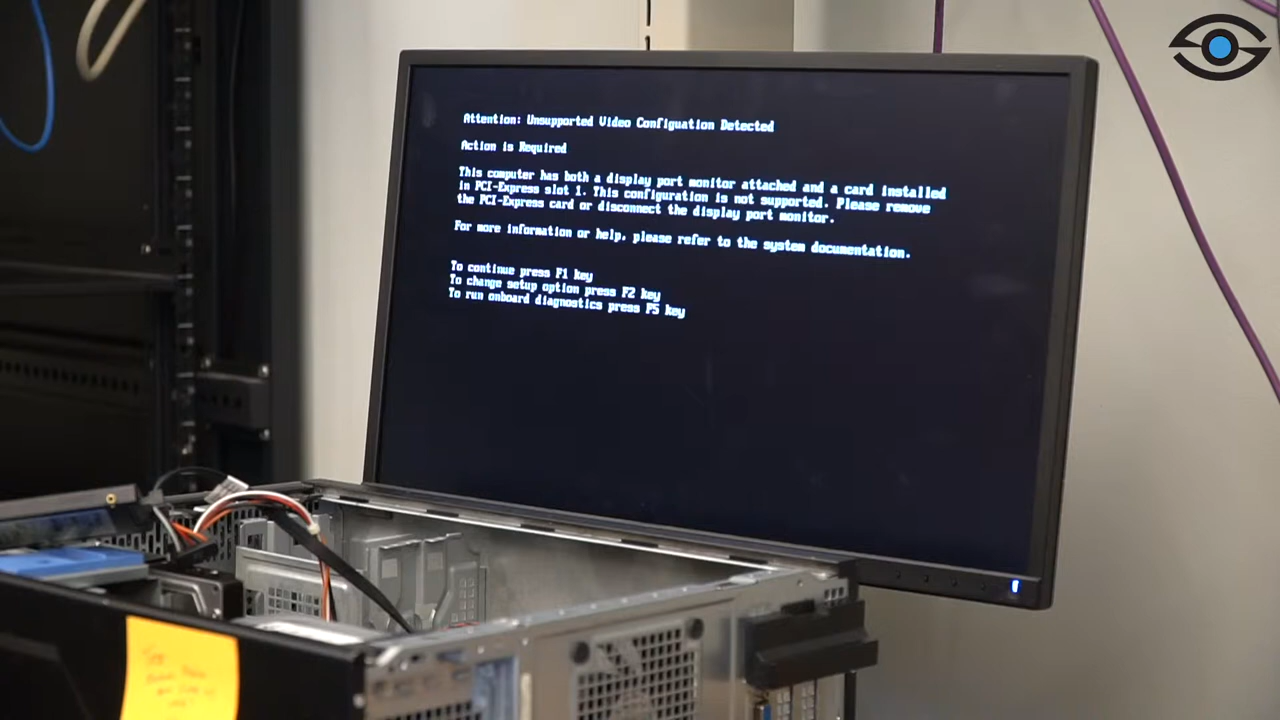 Attention: Unsupported Video Configuation Detected
Action is Required
This computer has both a display port monitor attached and a card installed
in PCI-Express slot 1. This configuration is not supported. Please remove
the PCI-Express card or disconnect the display port monitor.
For more information or help, please refer to the system documentation.
To continue press F1 key
To change setup option press F2 key
To run onboard diagnostics press F5 key